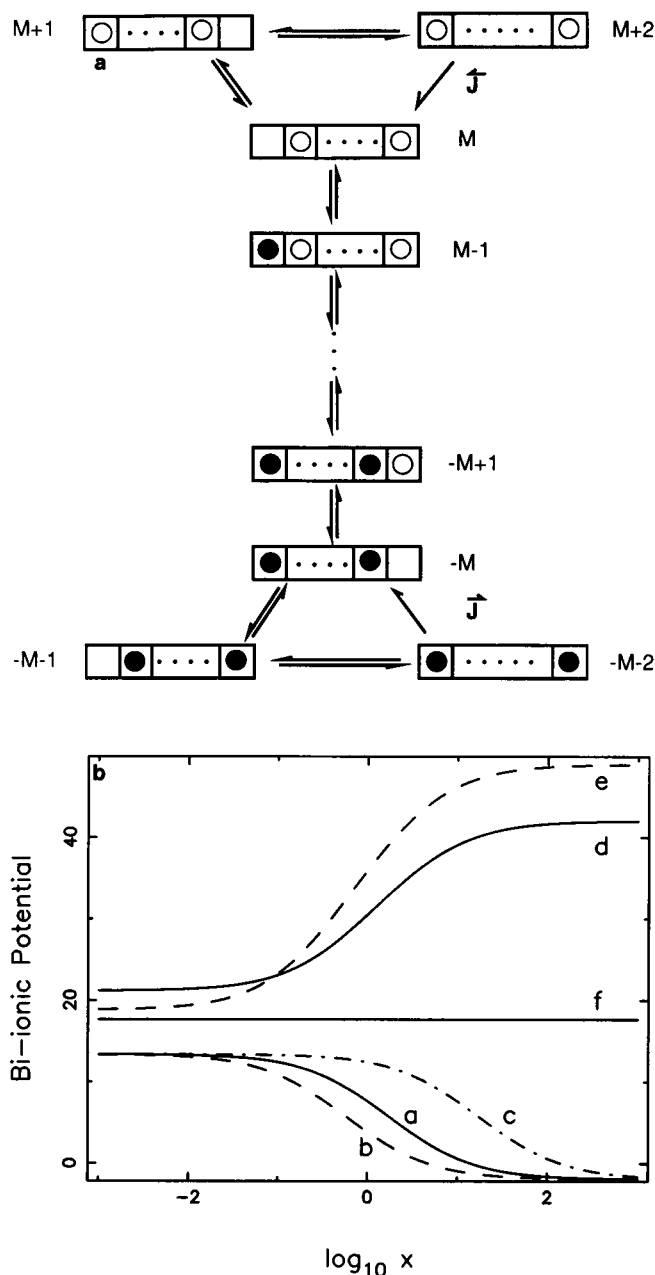 M+1 M+2
a
J
M
M-1
-M+1
-M
J
-M-1 -M-2
b
e
40
d
Bi-ionic Potential
20
f
a c
b
0
-2 0 2
log10 x